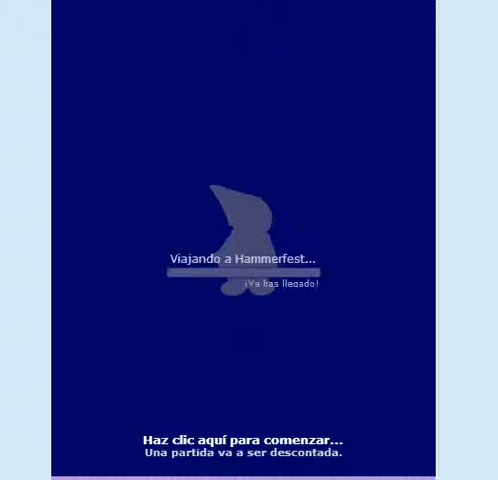 Viajando a Hammerfest...
¡Ya has llegado!
Haz clic aquí para comenzar...
Una partida va a ser descontada.